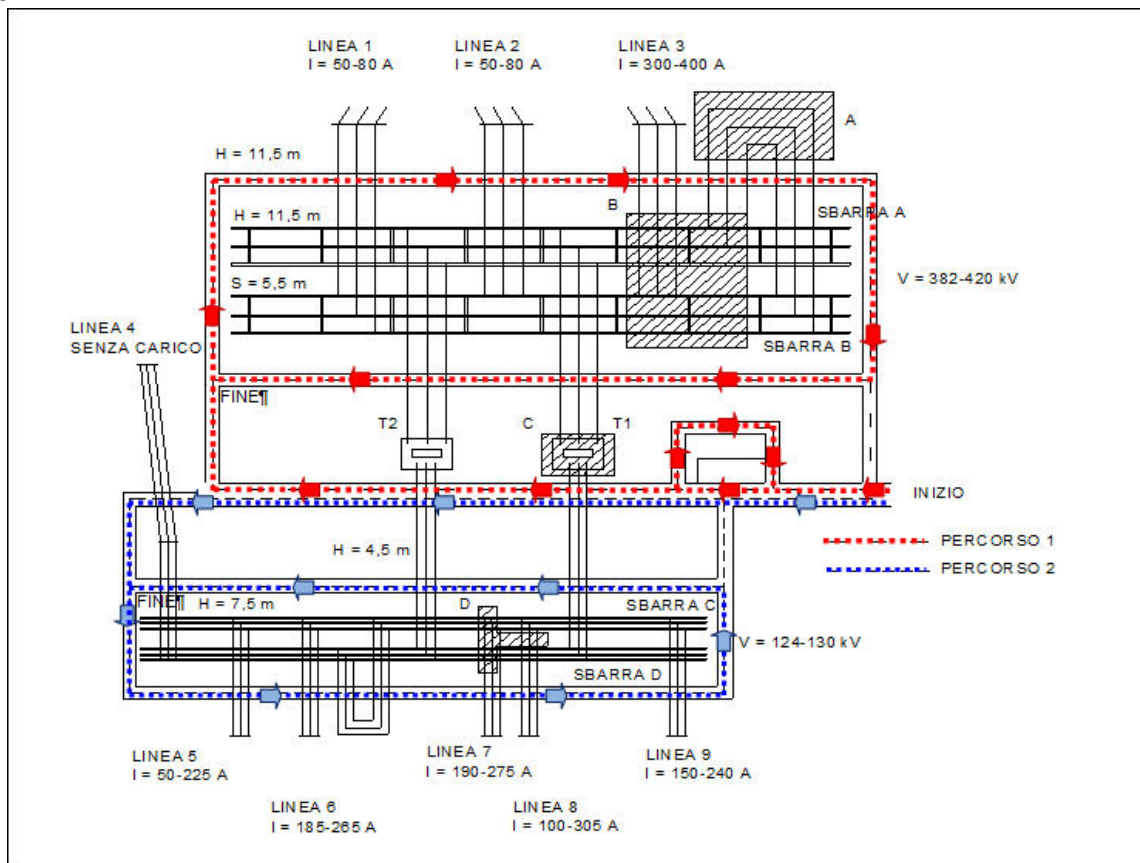 LINEA 1
I = 50-80 A
LINEA 2
I = 50-80 A
LINEA 3
I = 300-400 A
A
H = 11,5 m
B
H = 11,5 m
SBARRA A
S = 5,5 m
V = 382-420 kV
LINEA 4
SENZA CARICO
SBARRA B
FINE¶
T2
C
T1
INIZIO
H = 4,5 m
PERCORSO 1
PERCORSO 2
FINE¶
H = 7,5 m
D
SBARRA C
V = 124-130 kV
SBARRA D
LINEA 5
I = 50-225 A
LINEA 7
I = 190-275 A
LINEA 9
I = 150-240 A
LINEA 6
I = 185-265 A
LINEA 8
I = 100-305 A